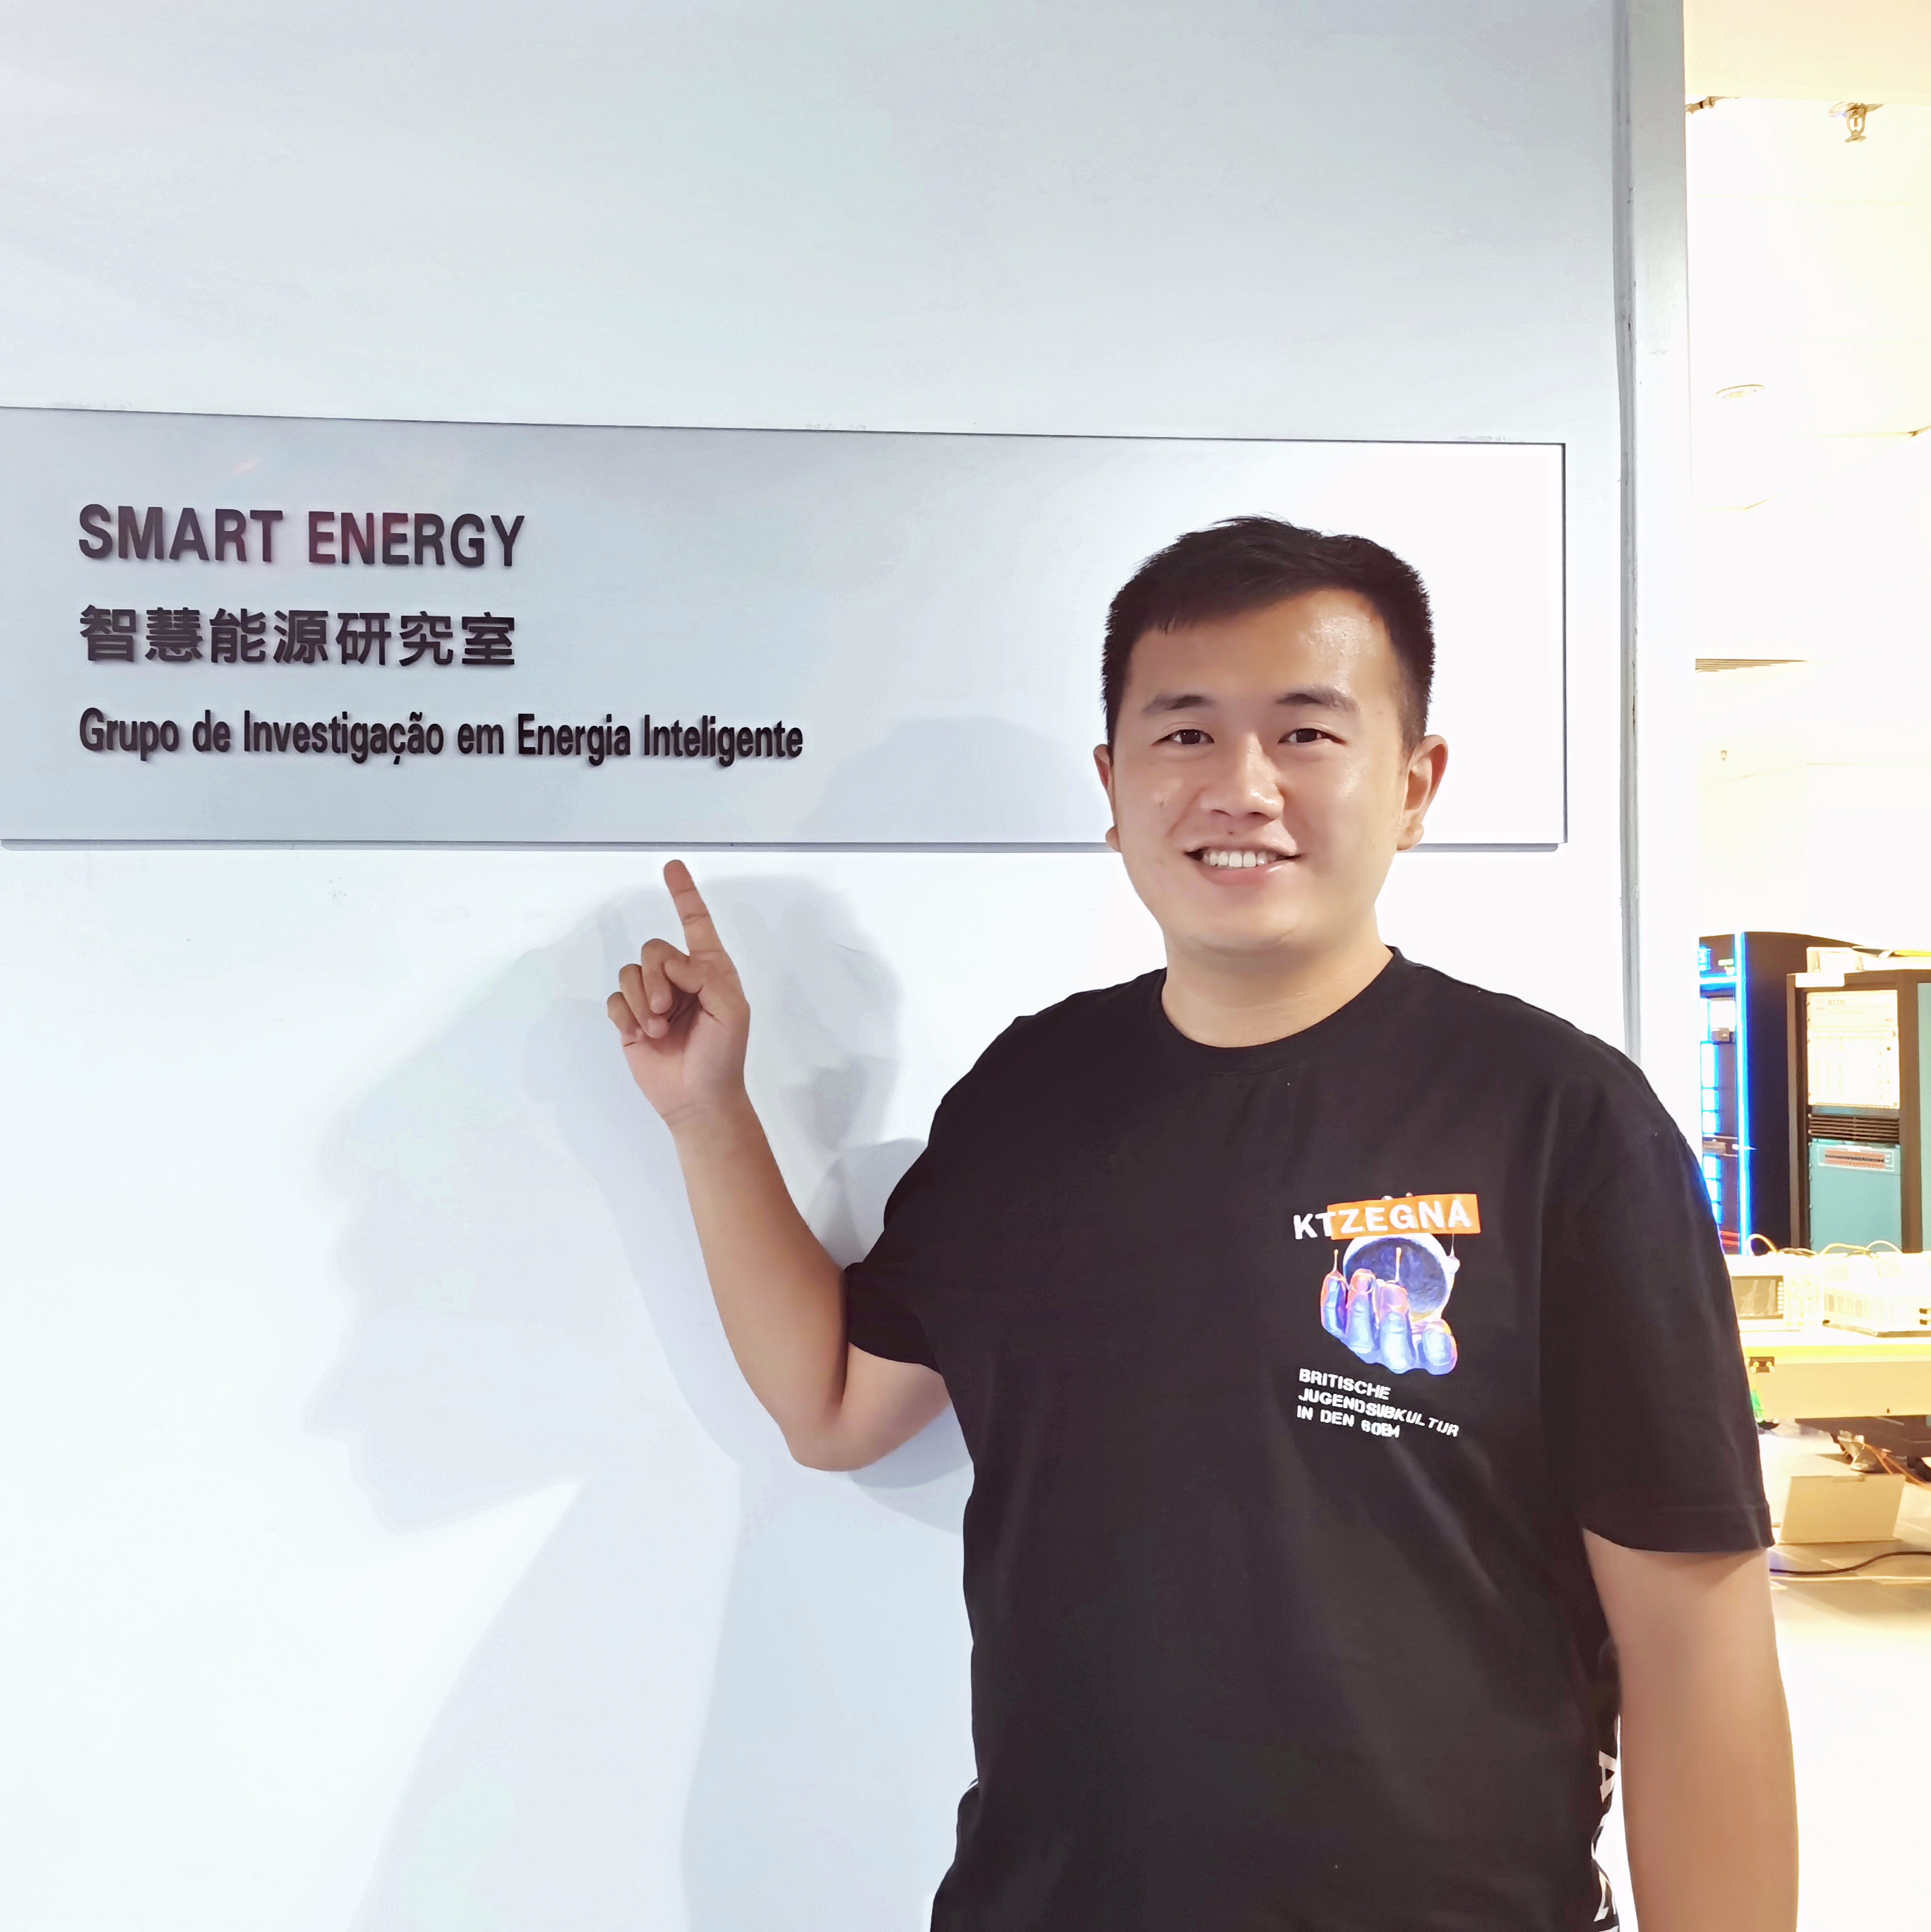 SMART ENERGY
智慧能源研究室
Grupo de Investigação em Energia Inteligente
KTZEGNA
BRITISCHE
JUGENDSUBKULTUR
IN DEN 60EM